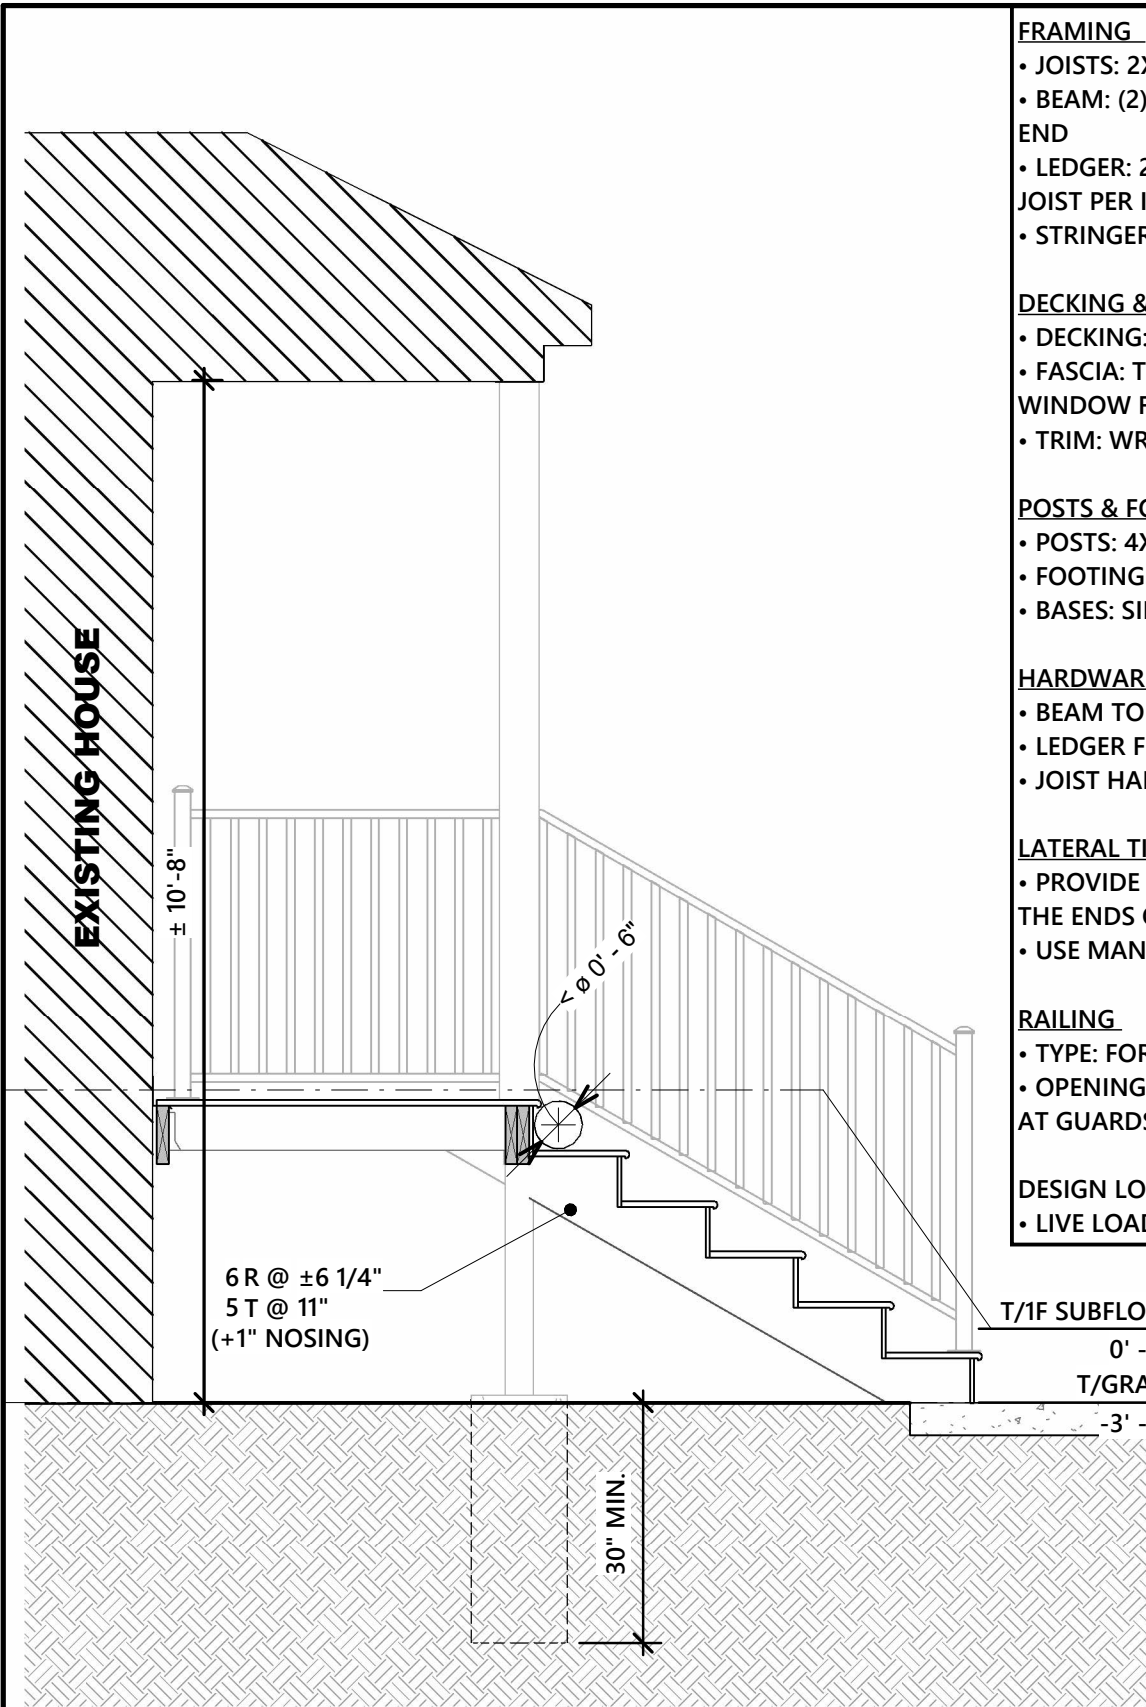 FRAMING
• JOISTS: 2X
• BEAM: (2)
END
• LEDGER: 2
JOIST PER
• STRINGER
DECKING &
• DECKING:
• FASCIA: T
WINDOW F
• TRIM: WR
POSTS & FO
• POSTS: 4X
• FOOTING
• BASES: SI
HARDWAR
• BEAM TO
• LEDGER F
• JOIST HA
LATERAL TI
• PROVIDE
THE ENDS
• USE MAN
RAILING
• TYPE: FOR
• OPENING
AT GUARDS
DESIGN LO
• LIVE LOAD
EXISTING HOUSE
± 10'-8"
< ø 0' - 6"
6 R @ ±6 1/4"
5 T @ 11"
(+1" NOSING)
T/1F SUBFLO
0' -
T/GRA
-3' -
30" MIN.